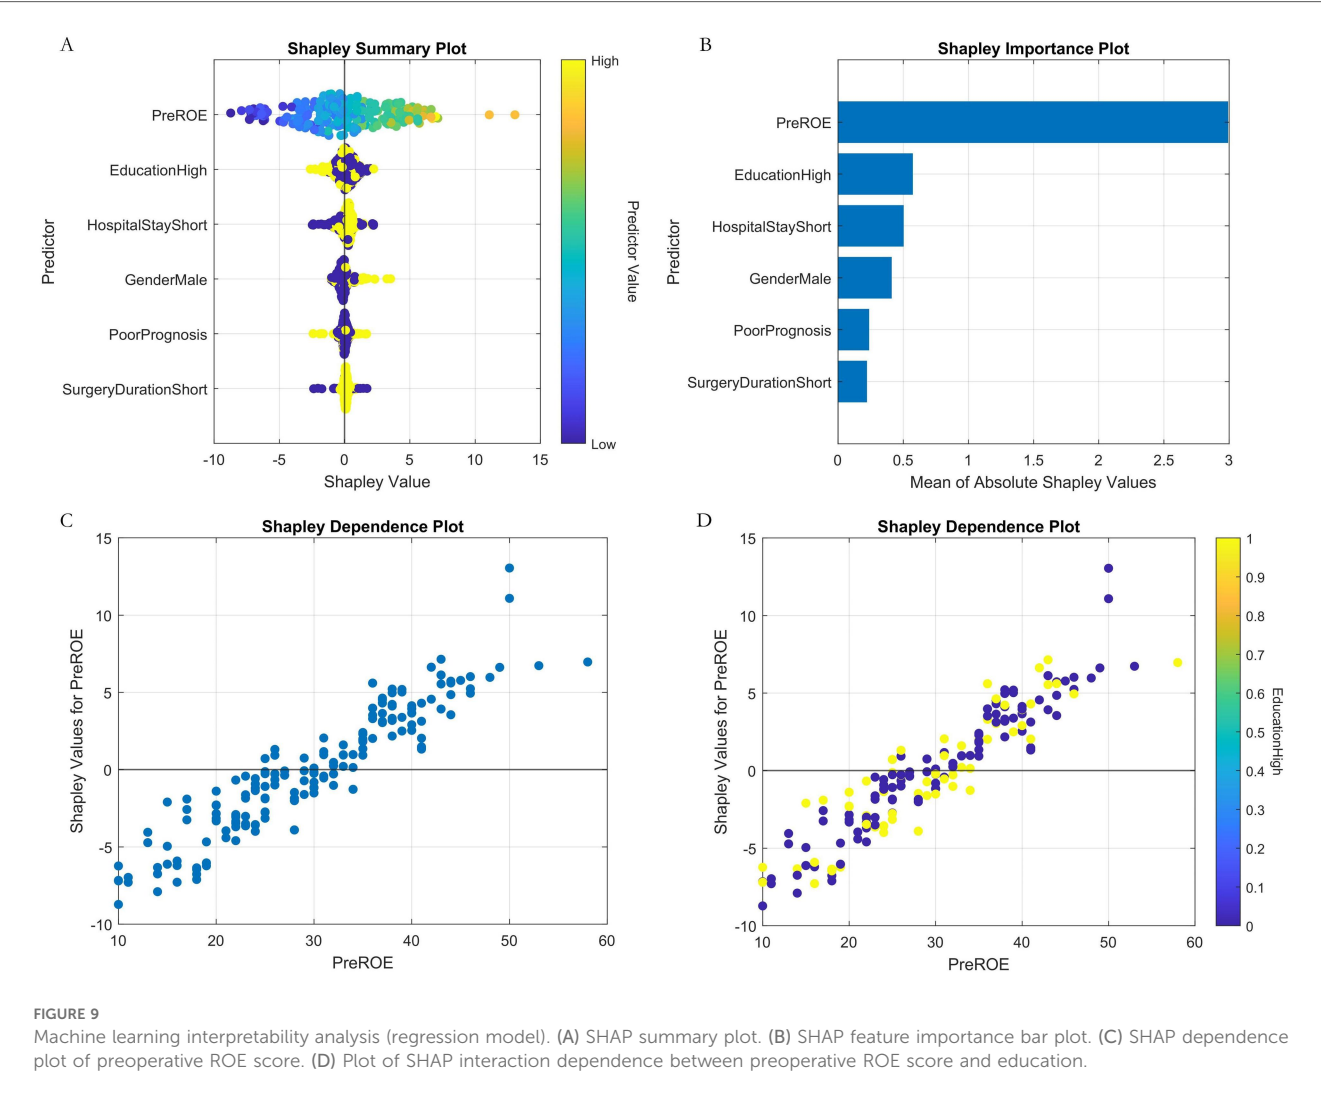 A
Shapley Summary Plot
Predictor
PreROE
EducationHigh
HospitalStayShort
GenderMale
PoorPrognosis
SurgeryDurationShort
-10 -5 0 5 10 15
Shapley Value
High
Low
Predictor Value
B
Shapley Importance Plot
Predictor
PreROE
EducationHigh
HospitalStayShort
GenderMale
PoorPrognosis
SurgeryDurationShort
0 0.5 1 1.5 2 2.5 3
Mean of Absolute Shapley Values
C
Shapley Dependence Plot
Shapley Values for PreROE
15
10
5
0
-5
-10
10 20 30 40 50 60
PreROE
D
Shapley Dependence Plot
Shapley Values for PreROE
15
10
5
0
-5
-10
10 20 30 40 50 60
PreROE
1
0.9
0.8
0.7
0.6
0.5
0.4
0.3
0.2
0.1
0
EducationHigh
FIGURE 9
Machine learning interpretability analysis (regression model). (A) SHAP summary plot. (B) SHAP feature importance bar plot. (C) SHAP dependence
plot of preoperative ROE score. (D) Plot of SHAP interaction dependence between preoperative ROE score and education.